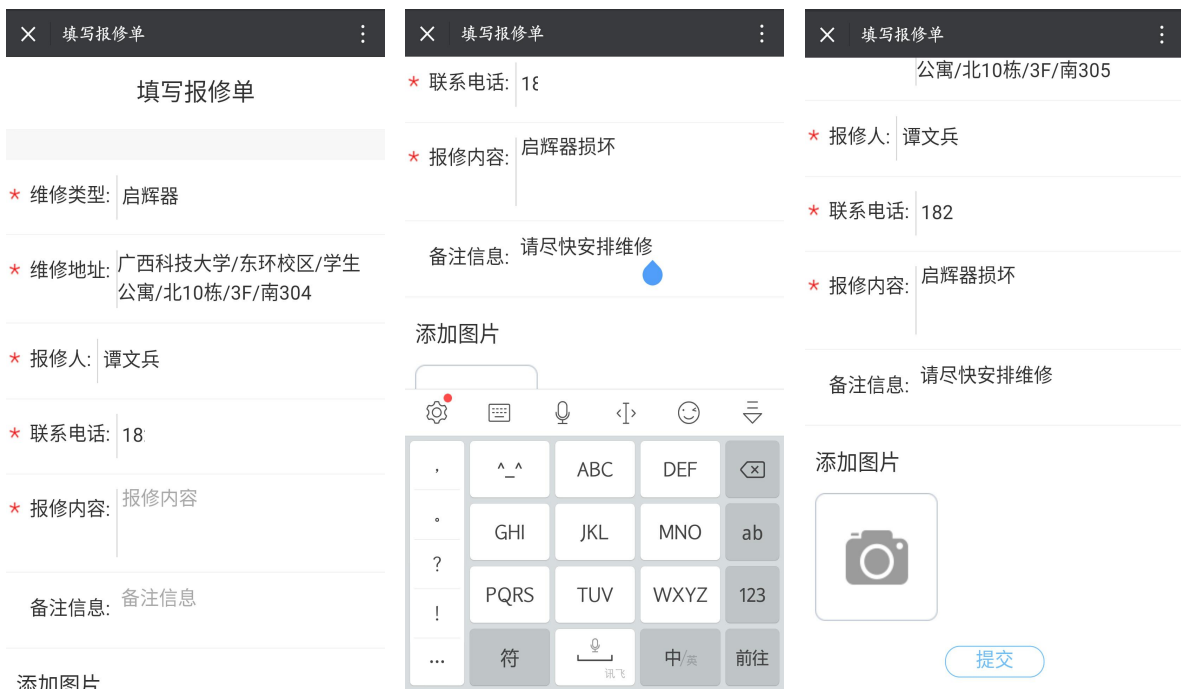 填写报修单
填写报修单
* 维修类型: 启辉器
* 维修地址: 广西科技大学/东环校区/学生
公寓/北10栋/3F/南304
* 报修人: 谭文兵
* 联系电话: 18
* 报修内容: 报修内容
备注信息: 备注信息
添加图片
填写报修单
* 联系电话: 18
* 报修内容: 启辉器损坏
备注信息: 请尽快安排维修
添加图片
, ^_^ ABC DEF
。 GHI JKL MNO ab
? PQRS TUV WXYZ 123
!
... 符 讯飞 中/英 前往
填写报修单
公寓/北10栋/3F/南305
* 报修人: 谭文兵
* 联系电话: 182
* 报修内容: 启辉器损坏
备注信息: 请尽快安排维修
添加图片
提交